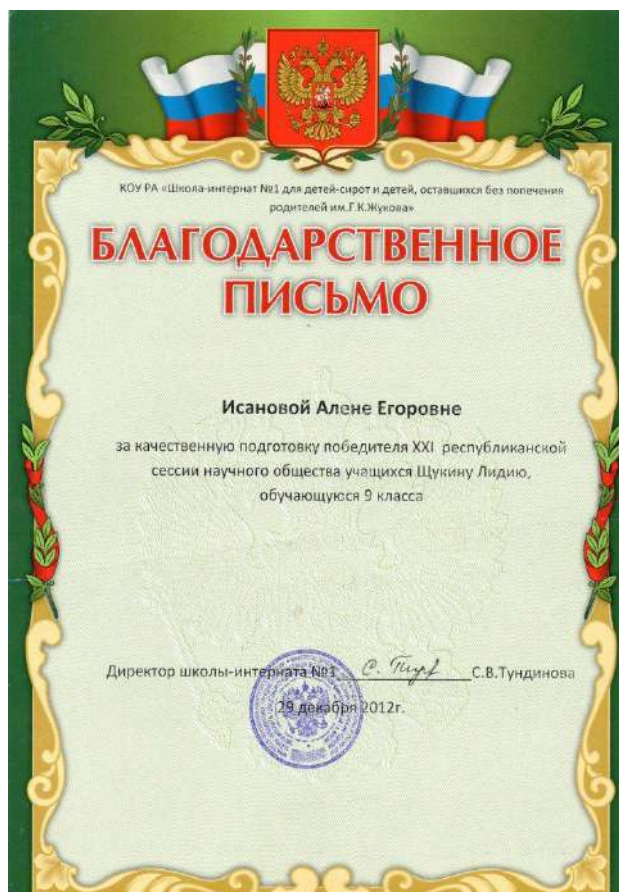 КОУ РА «Школа-интернат №1 для детей-сирот и детей, оставшихся без попечения
родителей им.Г.К.Жукова»
БЛАГОДАРСТВЕННОЕ
ПИСЬМО
Исановой Алене Егоровне
за качественную подготовку победителя XXI республиканской
сессии научного общества учащихся Щукину Лидию,
обучающуюся 9 класса
Директор школы-интерната №1 С.В.Тундинова
29 декабря 2012г.